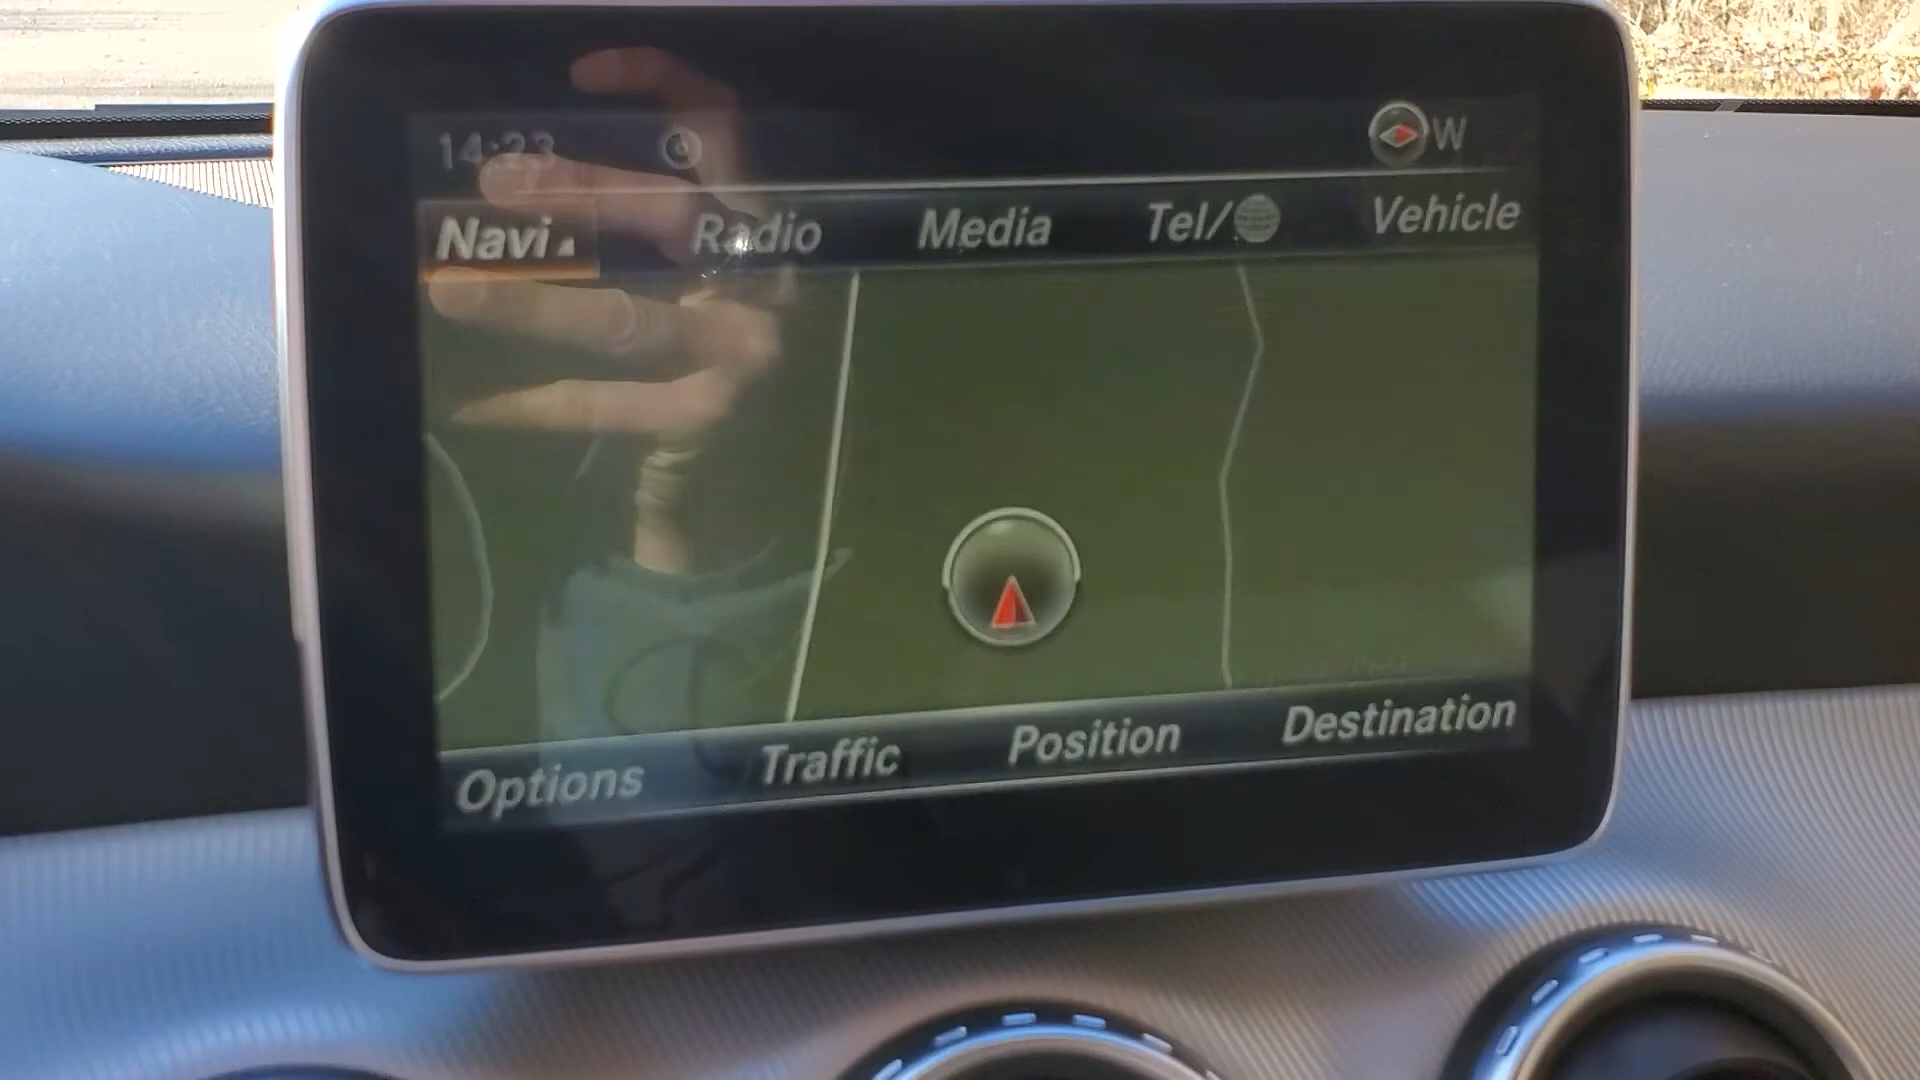 14:23 W
Navi Radio Media Tel/ Vehicle
Options Traffic Position Destination